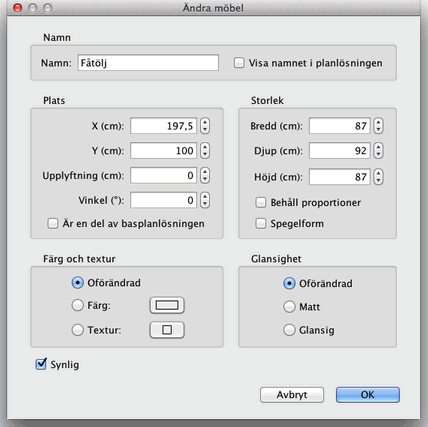 Ändra möbel
Namn
Namn: Fåtölj Visa namnet i planlösningen
Plats
X (cm): 197,5
Y (cm): 100
Upplyftning (cm): 0
Vinkel (°): 0
Är en del av basplanlösningen
Storlek
Bredd (cm): 87
Djup (cm): 92
Höjd (cm): 87
Behåll proportioner
Spegelform
Färg och textur
Oförändrad
Färg:
Textur:
Glansighet
Oförändrad
Matt
Glansig
Synlig
Avbryt OK